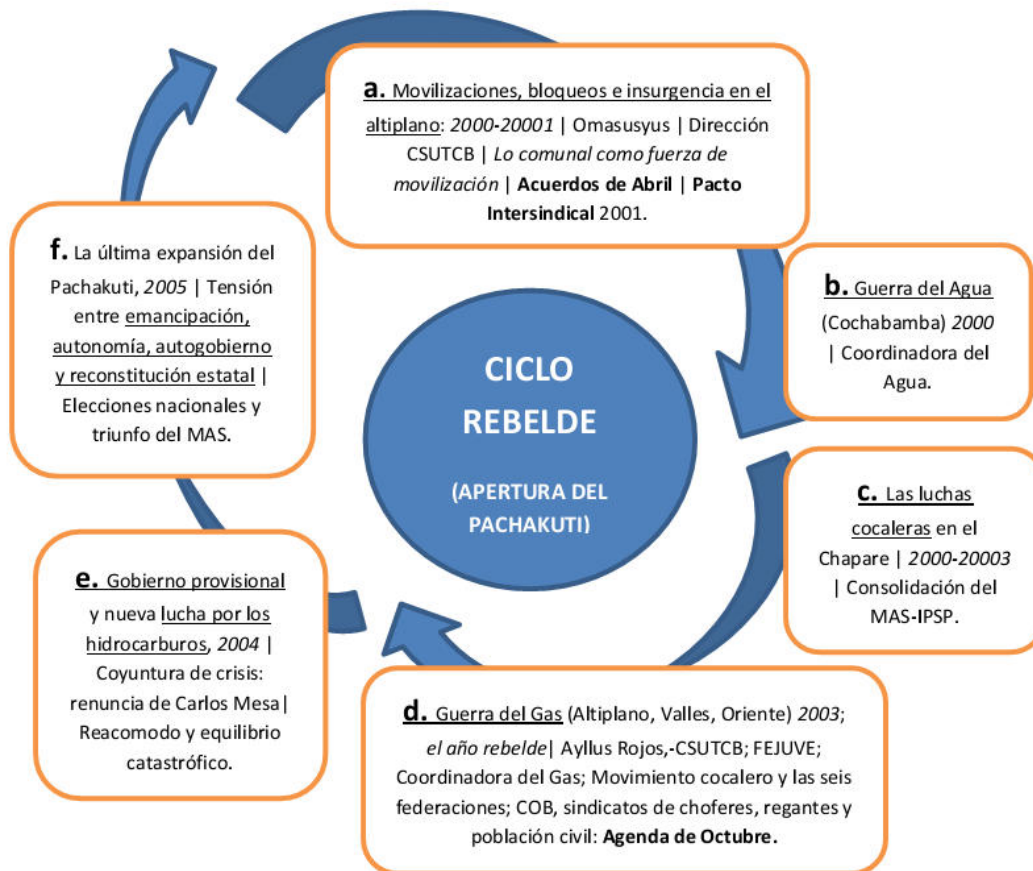 a. Movilizaciones, bloqueos e insurgencia en el
altiplano: 2000-20001 | Omasusyus | Dirección
CSUTCB | Lo comunal como fuerza de
movilización | Acuerdos de Abril | Pacto
Intersindical 2001.
b. Guerra del Agua
(Cochabamba) 2000
| Coordinadora del
Agua.
c. Las luchas
cocaleras en el
Chapare | 2000-20003
| Consolidación del
MAS-IPSP.
d. Guerra del Gas (Altiplano, Valles, Oriente) 2003;
el año rebelde| Ayllus Rojos,-CSUTCB; FEJUVE;
Coordinadora del Gas; Movimiento cocalero y las seis
federaciones; COB, sindicatos de choferes, regantes y
población civil: Agenda de Octubre.
e. Gobierno provisional
y nueva lucha por los
hidrocarburos, 2004 |
Coyuntura de crisis:
renuncia de Carlos Mesa|
Reacomodo y equilibrio
catastrófico.
f. La última expansión del
Pachakuti, 2005 | Tensión
entre emancipación,
autonomía, autogobierno
y reconstitución estatal |
Elecciones nacionales y
triunfo del MAS.
CICLO
REBELDE
(APERTURA DEL
PACHAKUTI)